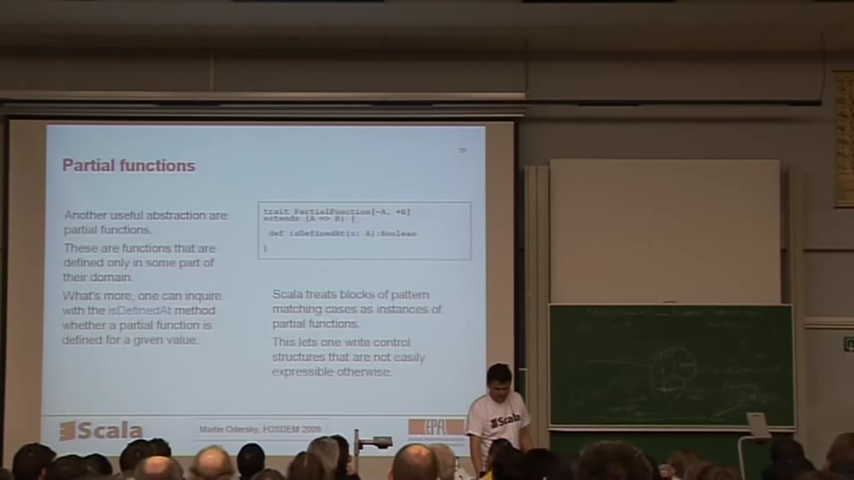 29
Partial functions
Another useful abstraction are
partial functions.
These are functions that are
defined only in some part of
their domain.
What's more, one can inquire
with the isDefinedAt method
whether a partial function is
defined for a given value.
trait PartialFunction[-A, +B]
extends (A => B) {
def isDefinedAt(x: A):Boolean
}
Scala treats blocks of pattern
matching cases as instances of
partial functions.
This lets one write control
structures that are not easily
expressible otherwise.
Scala
Martin Odersky, FOSDEM 2009
EPFL
Scala